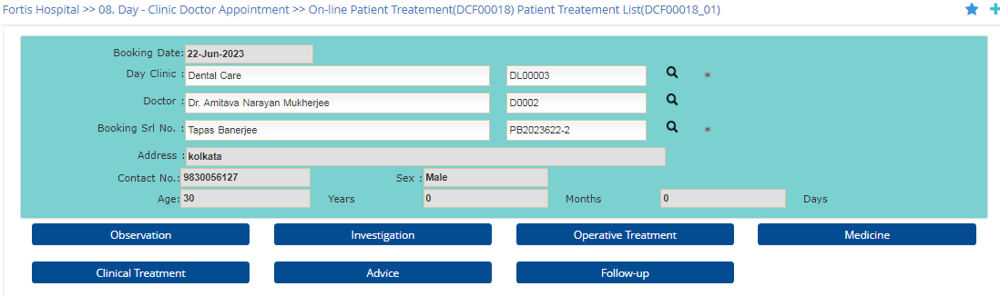 Fortis Hospital >> 08. Day - Clinic Doctor Appointment >> On-line Patient Treatement(DCF00018) Patient Treatement List(DCF00018_01)
Booking Date: 22-Jun-2023
Day Clinic : Dental Care DL00003 *
Doctor : Dr. Amitava Narayan Mukherjee D0002
Booking Srl No. : Tapas Banerjee PB2023622-2 *
Address : kolkata
Contact No.: 9830056127 Sex : Male
Age: 30 Years 0 Months 0 Days
Observation Investigation Operative Treatment Medicine
Clinical Treatment Advice Follow-up